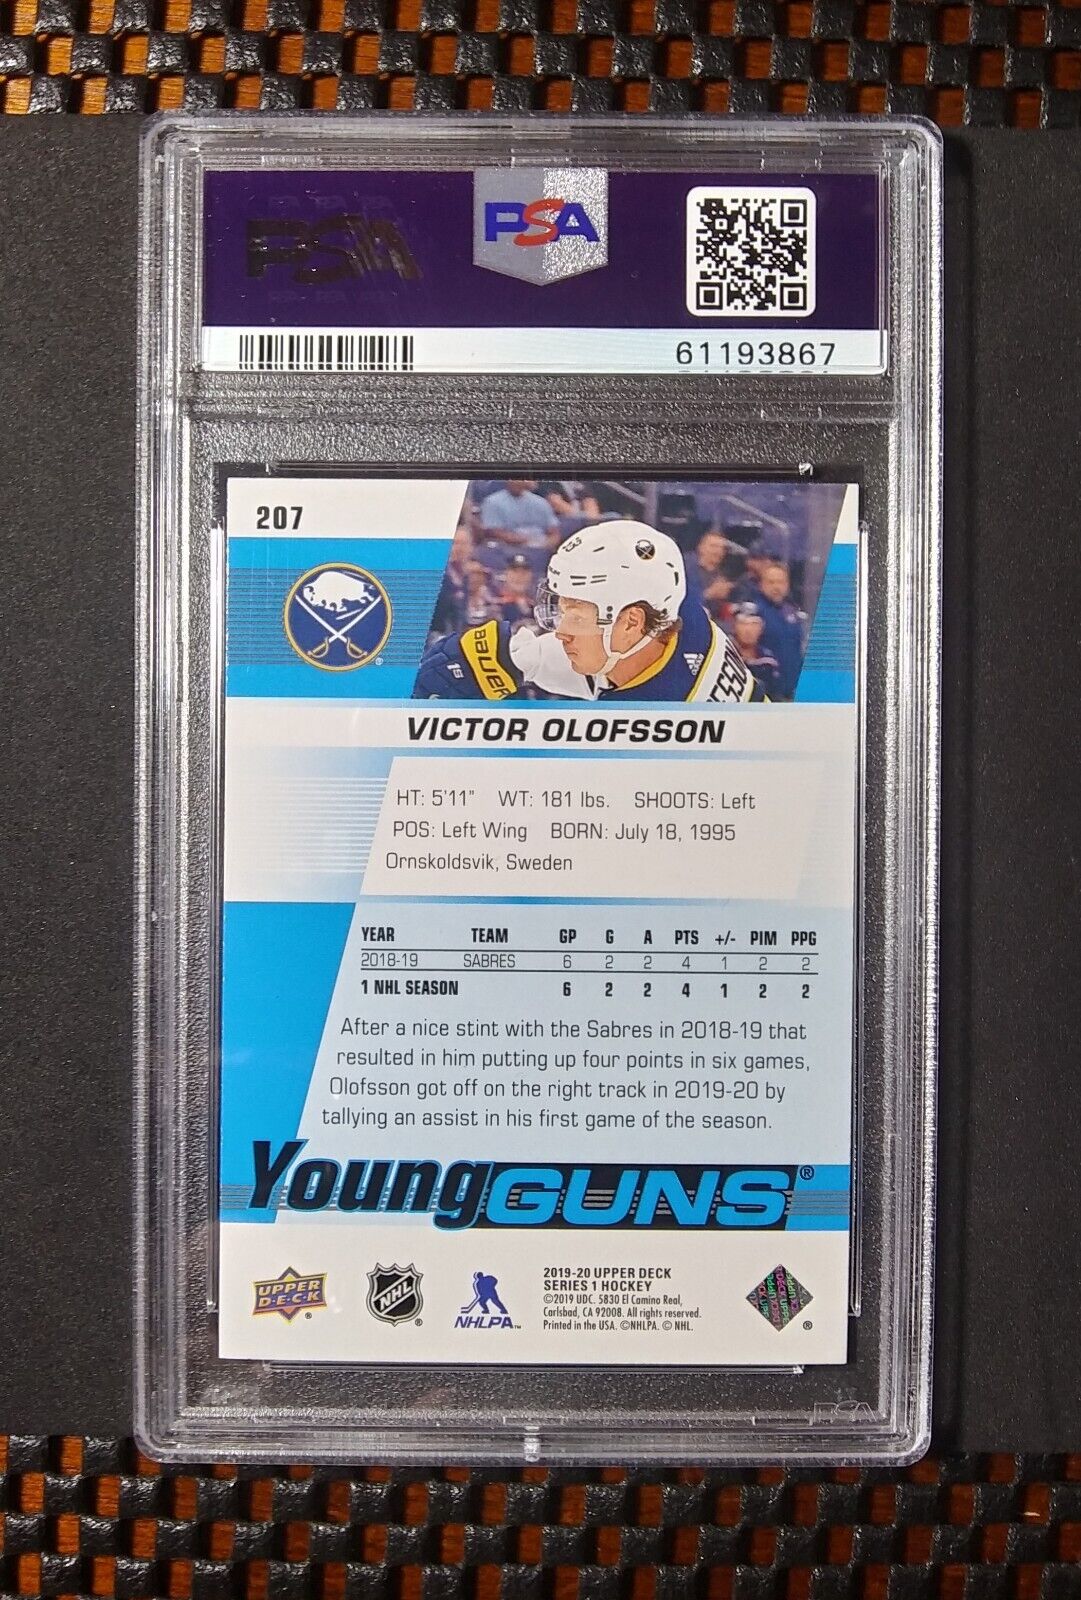 PSA
PSA
61193867
207
BAUER
VICTOR OLOFSSON
HT: 5'11" WT: 181 lbs. SHOOTS: Left
POS: Left Wing BORN: July 18, 1995
Ornskoldsvik, Sweden
YEAR TEAM GP G A PTS +/- PIM PPG
2018-19 SABRES 6 2 2 4 1 2 2
1 NHL SEASON 6 2 2 4 1 2 2
After a nice stint with the Sabres in 2018-19 that
resulted in him putting up four points in six games,
Olofsson got off on the right track in 2019-20 by
tallying an assist in his first game of the season.
Young GUNS®
UPPER
D·E·C·K
NHL
NHLPA™
2019-20 UPPER DECK
SERIES 1 HOCKEY
©2019 UDC. 5830 El Camino Real,
Carlsbad, CA 92008. All rights reserved.
Printed in the USA. ©NHLPA. © NHL.
PSA